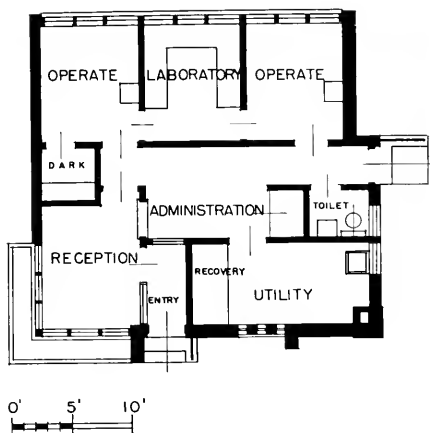 OPERATE LABORATORY OPERATE
DARK
TOILET
ADMINISTRATION
RECEPTION
RECOVERY
ENTRY
UTILITY
0' 5' 10'